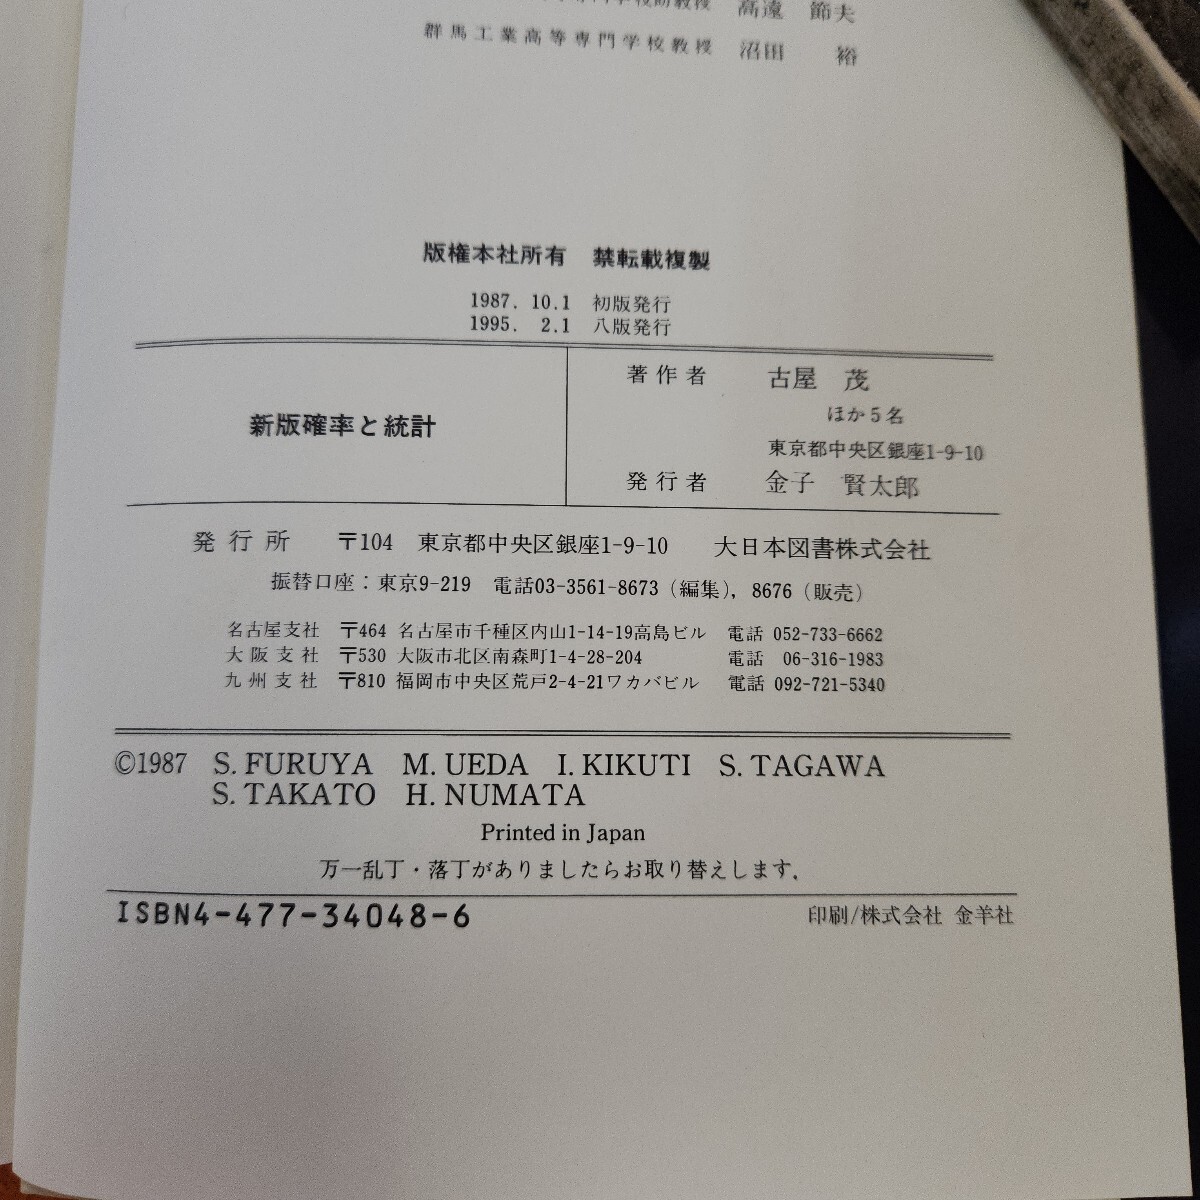 高遠 節夫
群馬工業高等専門学校教授 沼田 裕
版権本社所有 禁転載複製
1987. 10.1 初版発行
1995. 2.1 八版発行
新版確率と統計
著作者 古屋 茂
ほか5名
東京都中央区銀座1-9-10
発行者 金子 賢太郎
発行所 〒104 東京都中央区銀座1-9-10 大日本図書株式会社
振替口座：東京9-219 電話03-3561-8673（編集），8676（販売）
名古屋支社 〒464 名古屋市千種区内山1-14-19高島ビル 電話 052-733-6662
大阪支社 〒530 大阪市北区南森町1-4-28-204 電話 06-316-1983
九州支社 〒810 福岡市中央区荒戸2-4-21ワカバビル 電話 092-721-5340
©1987 S. FURUYA M. UEDA I. KIKUTI S. TAGAWA
S. TAKATO H. NUMATA
Printed in Japan
万一乱丁・落丁がありましたらお取り替えします．
ISBN4-477-34048-6 印刷/株式会社 金羊社